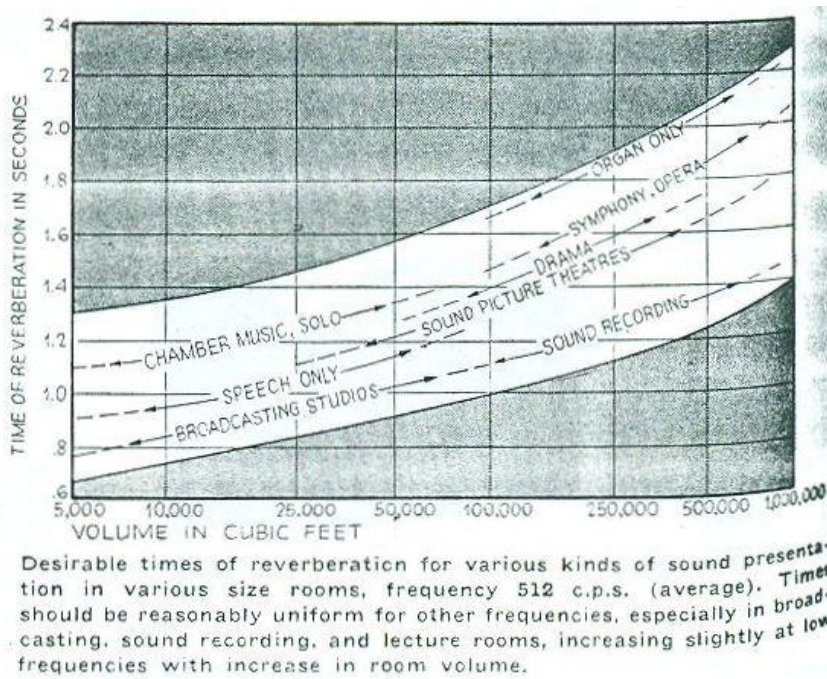 2.4
2.2
2.0
1.8
1.6
1.4
1.2
1.0
.8
.6
TIME OF REVERBERATION IN SECONDS
ORGAN ONLY
SYMPHONY, OPERA
DRAMA
SOUND PICTURE THEATRES
CHAMBER MUSIC, SOLO
SOUND RECORDING
SPEECH ONLY
BROADCASTING STUDIOS
5,000 10,000 25,000 50,000 100,000 250,000 500,000 1,000,000
VOLUME IN CUBIC FEET
Desirable times of reverberation for various kinds of sound presenta-
tion in various size rooms, frequency 512 c.p.s. (average). Times
should be reasonably uniform for other frequencies, especially in broad-
casting, sound recording, and lecture rooms, increasing slightly at low
frequencies with increase in room volume.